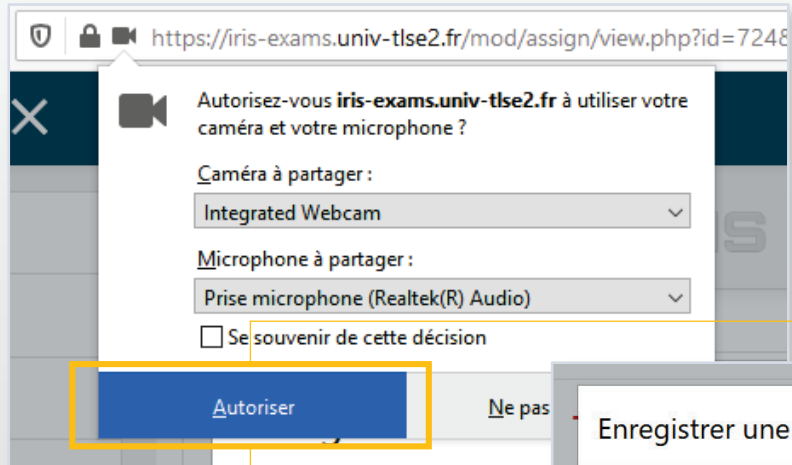 https://iris-exams.univ-tlse2.fr/mod/assign/view.php?id=7248
Autorisez-vous iris-exams.univ-tlse2.fr à utiliser votre
caméra et votre microphone ?
Caméra à partager :
Integrated Webcam
Microphone à partager :
Prise microphone (Realtek(R) Audio)
Se souvenir de cette décision
Autoriser
Ne pas
Enregistrer une